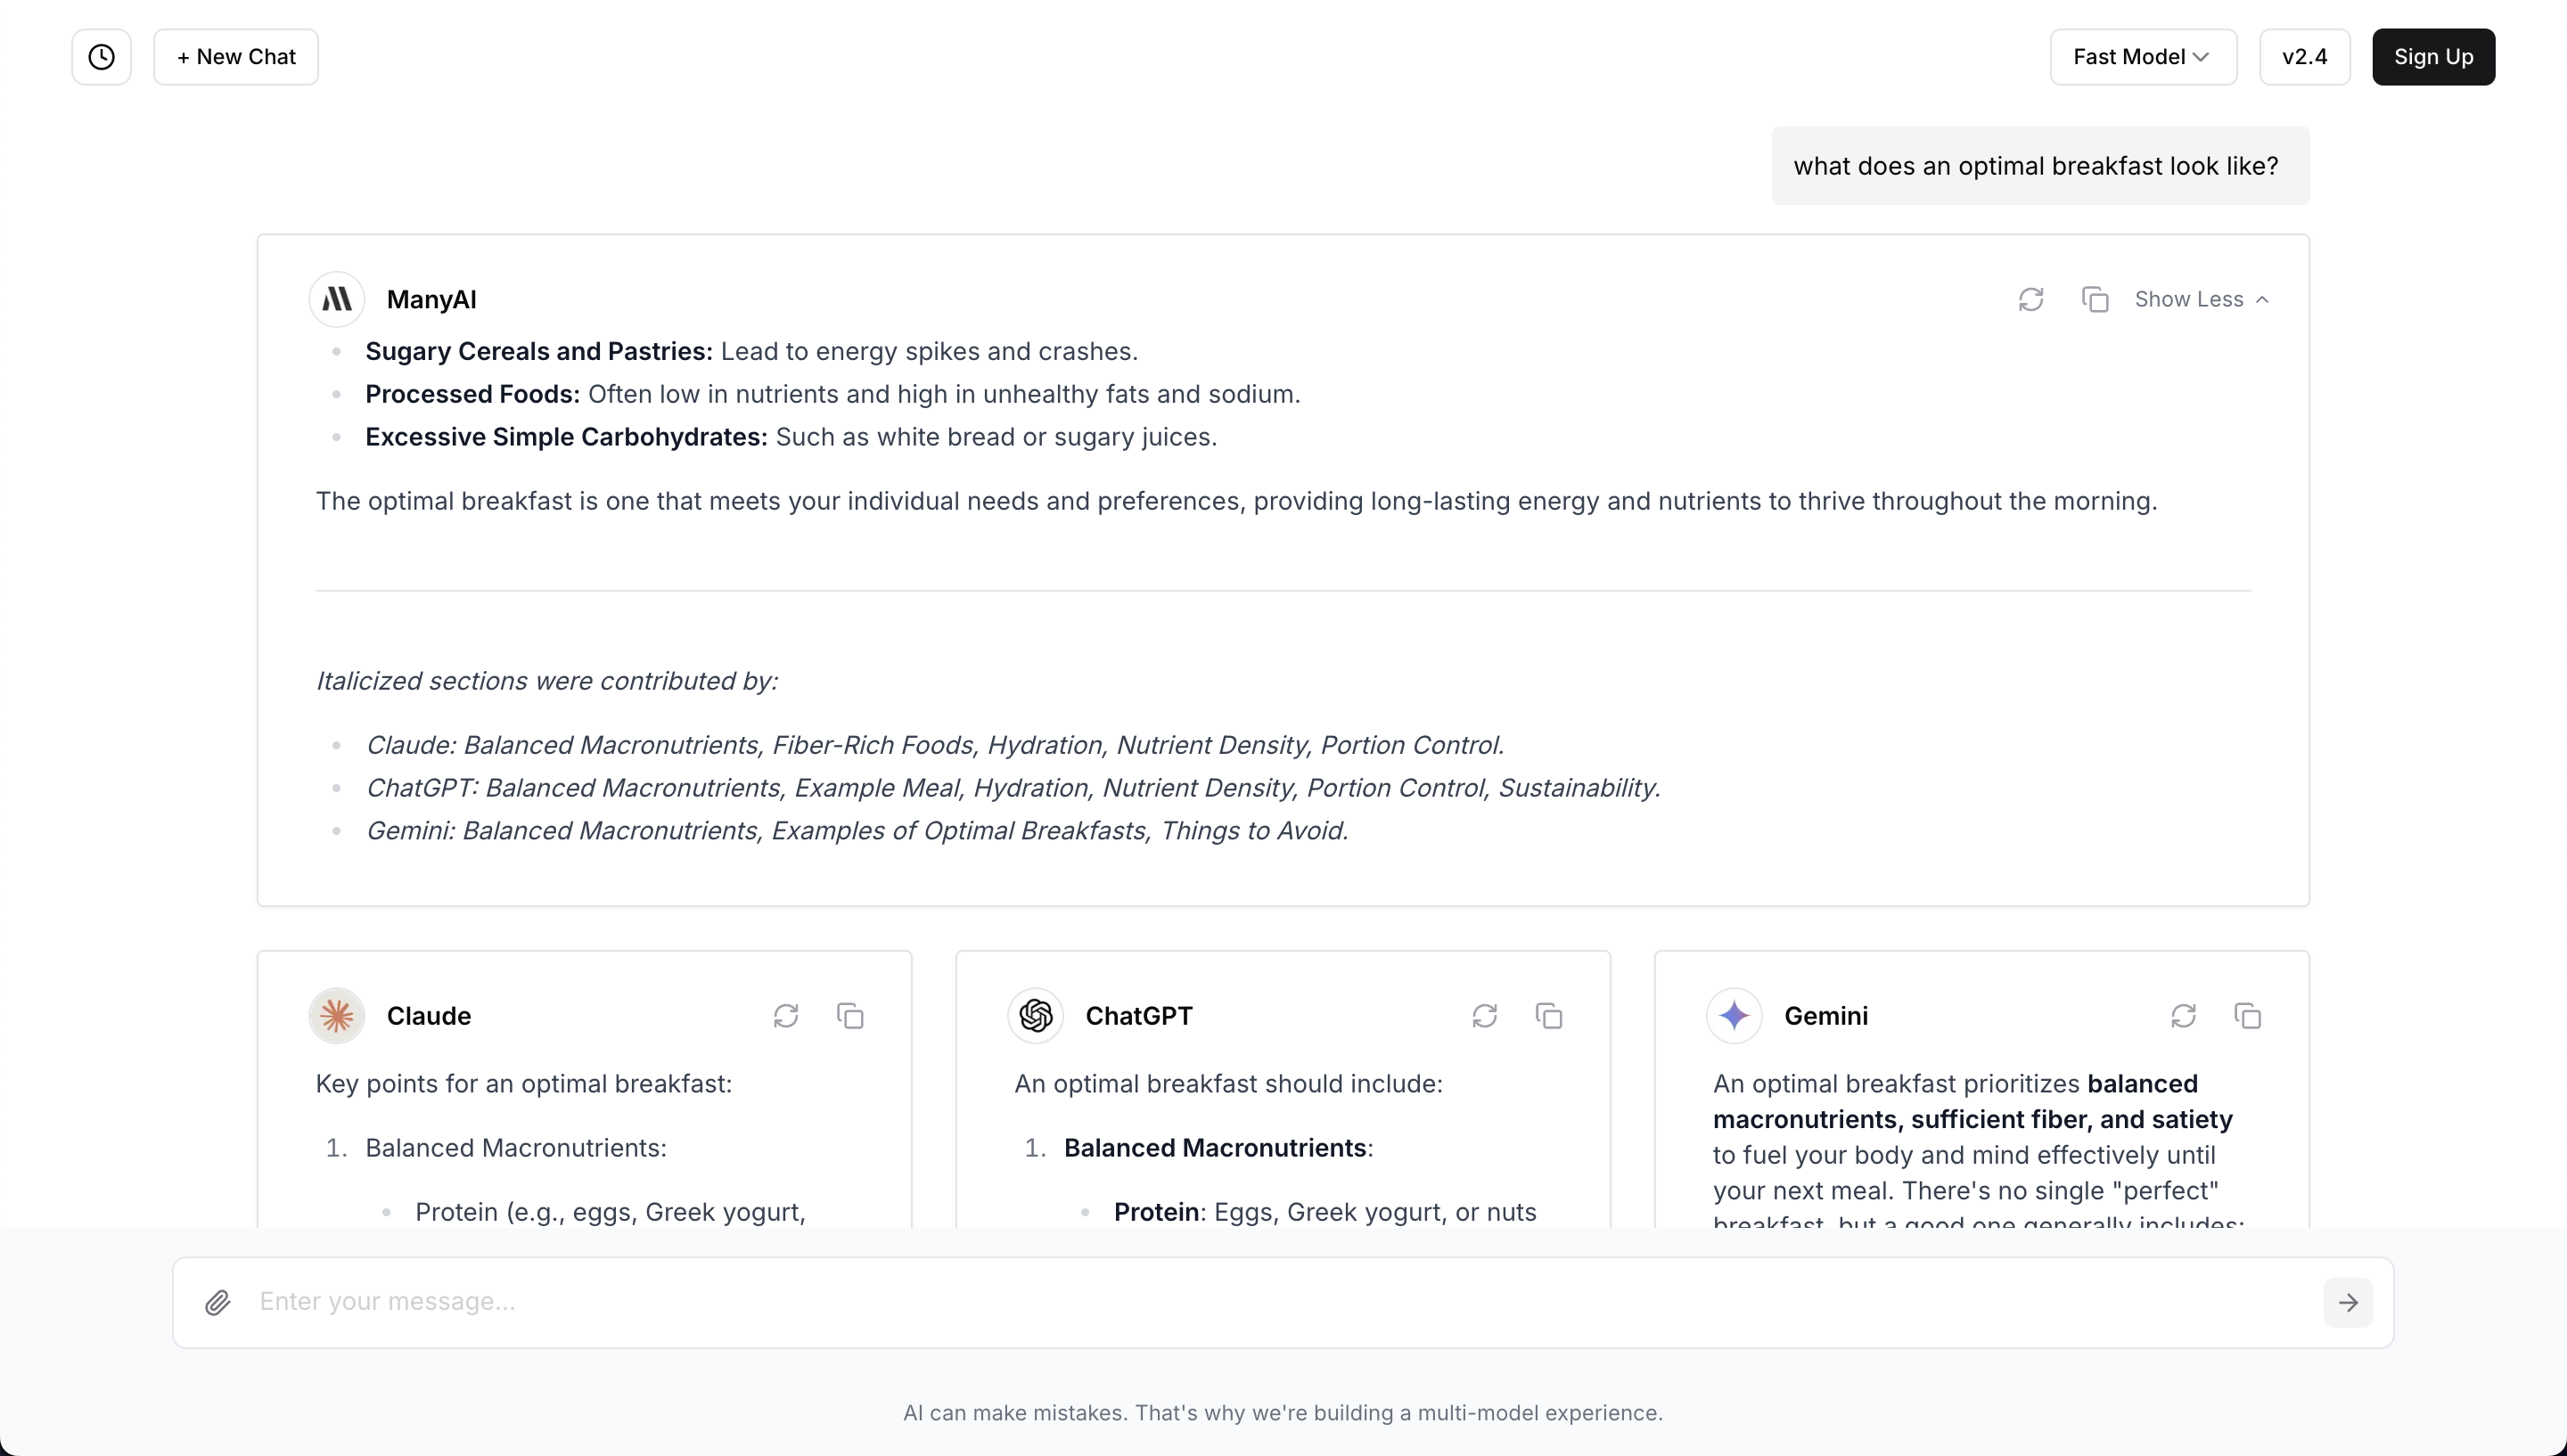 + New Chat
Fast Model
v2.4
Sign Up
what does an optimal breakfast look like?
ManyAI
Show Less
Sugary Cereals and Pastries: Lead to energy spikes and crashes.
Processed Foods: Often low in nutrients and high in unhealthy fats and sodium.
Excessive Simple Carbohydrates: Such as white bread or sugary juices.
The optimal breakfast is one that meets your individual needs and preferences, providing long-lasting energy and nutrients to thrive throughout the morning.
Italicized sections were contributed by:
Claude: Balanced Macronutrients, Fiber-Rich Foods, Hydration, Nutrient Density, Portion Control.
ChatGPT: Balanced Macronutrients, Example Meal, Hydration, Nutrient Density, Portion Control, Sustainability.
Gemini: Balanced Macronutrients, Examples of Optimal Breakfasts, Things to Avoid.
Claude
Key points for an optimal breakfast:
1. Balanced Macronutrients:
Protein (e.g., eggs, Greek yogurt,
ChatGPT
An optimal breakfast should include:
1. Balanced Macronutrients:
Protein: Eggs, Greek yogurt, or nuts
Gemini
An optimal breakfast prioritizes balanced
macronutrients, sufficient fiber, and satiety
to fuel your body and mind effectively until
your next meal. There's no single "perfect"
breakfast, but a good one generally includes:
Enter your message...
AI can make mistakes. That's why we're building a multi-model experience.